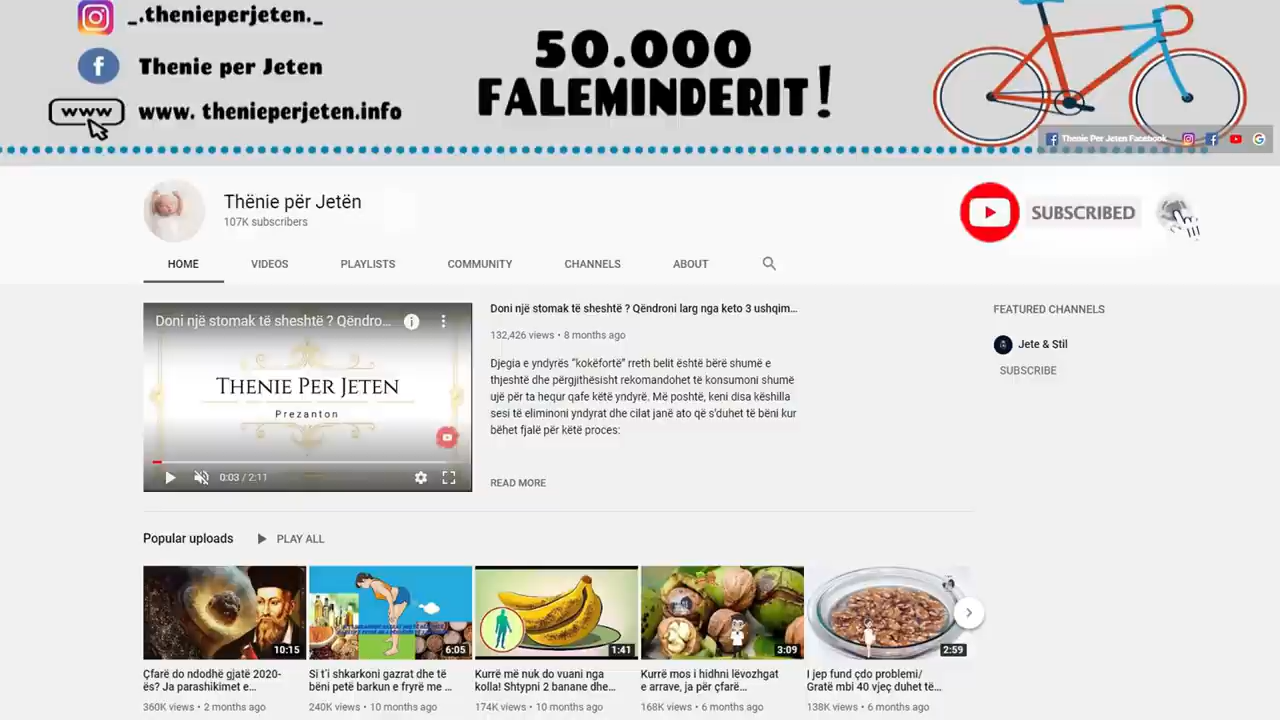 _.thenieperjeten._
Thenie per Jeten
www
www. thenieperjeten.info
50.000
FALEMINDERIT!
Thenie Per Jeten Facebook
Thënie për Jetën
107K subscribers
SUBSCRIBED
HOME VIDEOS PLAYLISTS COMMUNITY CHANNELS ABOUT
Doni një stomak të sheshtë ? Qëndro...
THENIE PER JETEN
Prezanton
0:03 / 2:11
Doni një stomak të sheshtë ? Qëndroni larg nga keto 3 ushqim...
132,426 views • 8 months ago
Djegia e yndyrës “kokëfortë” rreth belit është bërë shumë e
thjeshtë dhe përgjithësisht rekomandohet të konsumoni shumë
ujë për ta hequr qafe këtë yndyrë. Më poshtë, keni disa këshilla
sesi të eliminoni yndyrat dhe cilat janë ato që s’duhet të bëni kur
bëhet fjalë për këtë proces:
READ MORE
FEATURED CHANNELS
Jete & Stil
SUBSCRIBE
Popular uploads PLAY ALL
10:15
6:05
1:41
3:09
2:59
Çfarë do ndodhë gjatë 2020-
ës? Ja parashikimet e...
360K views • 2 months ago
Si t’i shkarkoni gazrat dhe të
bëni petë barkun e fryrë me ...
240K views • 10 months ago
Kurrë më nuk do vuani nga
kolla! Shtypni 2 banane dhe...
174K views • 10 months ago
Kurrë mos i hidhni lëvozhgat
e arrave, ja për çfarë...
168K views • 6 months ago
I jep fund çdo problemi/
Gratë mbi 40 vjeç duhet të...
138K views • 6 months ago